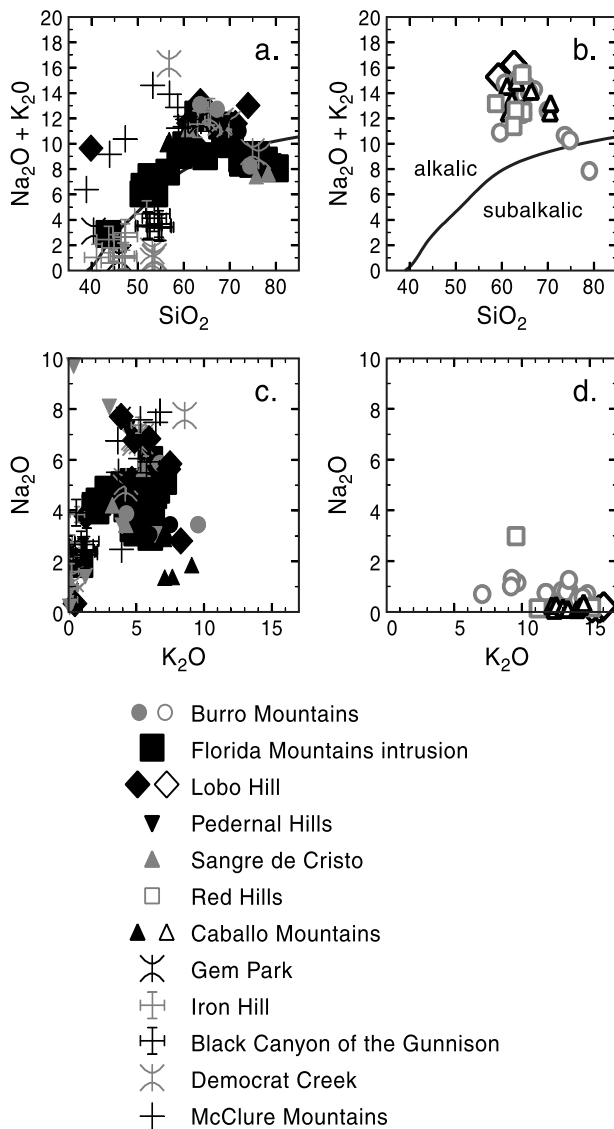 20
18
16
14
12
10
8
6
4
2
0
Na₂O + K₂0
a.
40 50 60 70 80
SiO₂
20
18
16
14
12
10
8
6
4
2
0
Na₂O + K₂O
b.
alkalic
subalkalic
40 50 60 70 80
SiO₂
10
8
6
4
2
0
Na₂O
c.
0 5 10 15
K₂O
10
8
6
4
2
0
Na₂O
d.
0 5 10 15
K₂O
Burro Mountains
Florida Mountains intrusion
Lobo Hill
Pedernal Hills
Sangre de Cristo
Red Hills
Caballo Mountains
Gem Park
Iron Hill
Black Canyon of the Gunnison
Democrat Creek
McClure Mountains